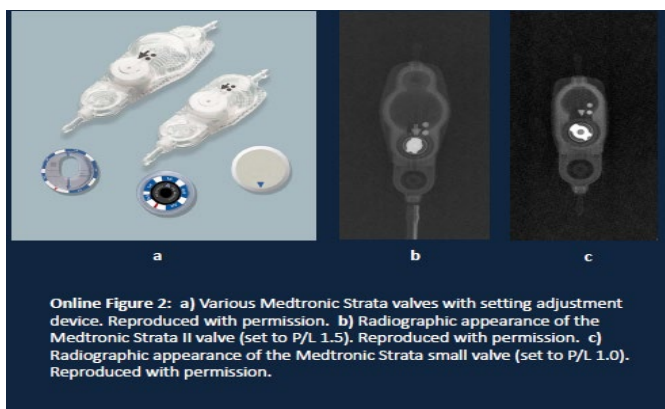 a
b
c
Online Figure 2: a) Various Medtronic Strata valves with setting adjustment
device. Reproduced with permission. b) Radiographic appearance of the
Medtronic Strata II valve (set to P/L 1.5). Reproduced with permission. c)
Radiographic appearance of the Medtronic Strata small valve (set to P/L 1.0).
Reproduced with permission.